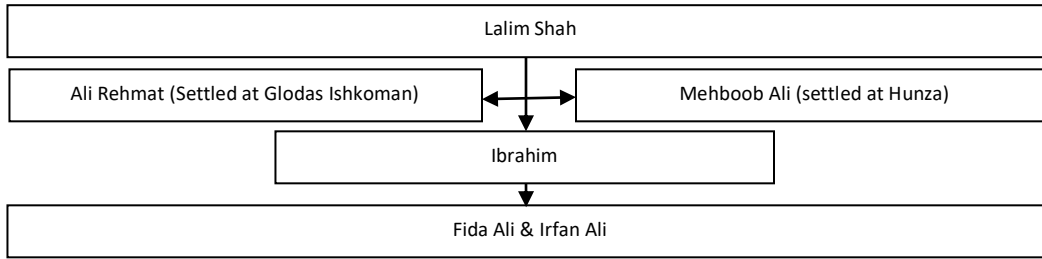 Lalim Shah
Ali Rehmat (Settled at Glodas Ishkoman)
Mehboob Ali (settled at Hunza)
Ibrahim
Fida Ali & Irfan Ali